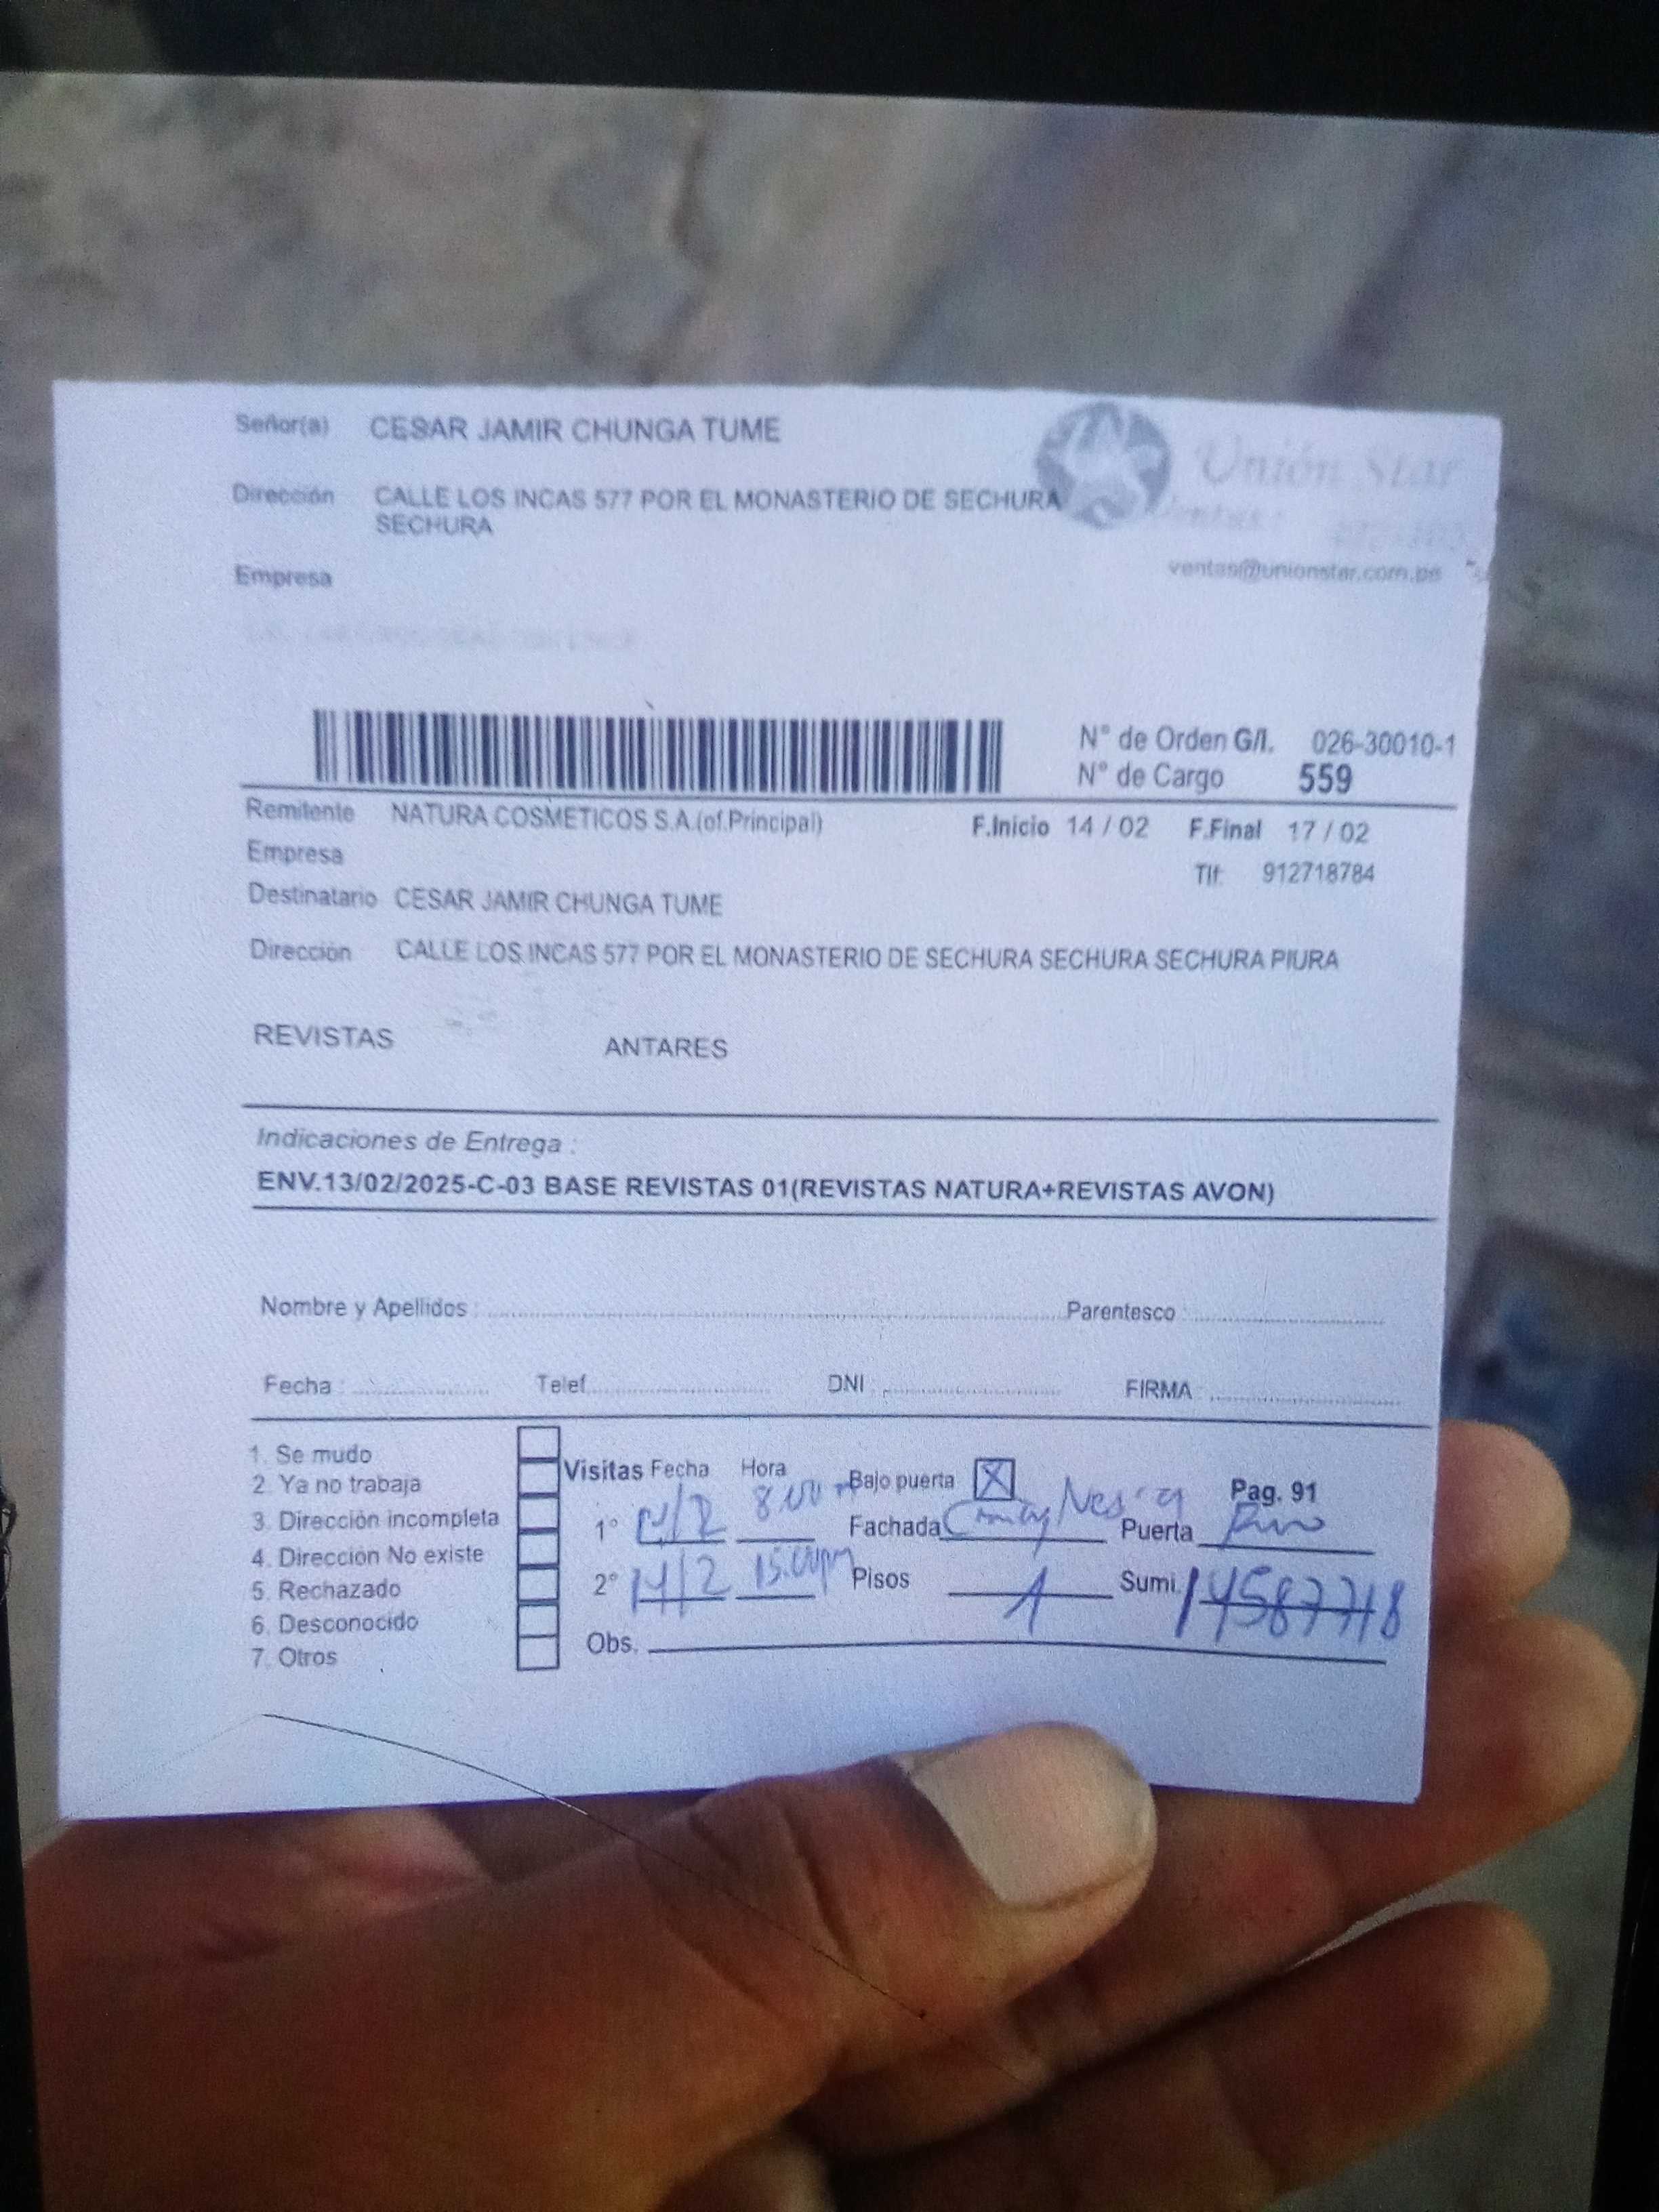 Señor(a) CESAR JAMIR CHUNGA TUME
Unión Star
Dirección CALLE LOS INCAS 577 POR EL MONASTERIO DE SECHURA
SECHURA
Empresa
ventas@unionstar.com.pe
N° de Orden G/I. 026-30010-1
N° de Cargo 559
Remitente NATURA COSMETICOS S.A.(of.Principal) F.Inicio 14 / 02 F.Final 17 / 02
Empresa
Tlf: 912718784
Destinatario CESAR JAMIR CHUNGA TUME
Dirección CALLE LOS INCAS 577 POR EL MONASTERIO DE SECHURA SECHURA SECHURA PIURA
REVISTAS ANTARES
Indicaciones de Entrega :
ENV.13/02/2025-C-03 BASE REVISTAS 01(REVISTAS NATURA+REVISTAS AVON)
Nombre y Apellidos : Parentesco :
Fecha : Telef. DNI : FIRMA :
1. Se mudo
2. Ya no trabaja
3. Dirección incompleta
4. Dirección No existe
5. Rechazado
6. Desconocido
7. Otros
Visitas Fecha Hora Bajo puerta X Pag. 91
1° Fachada Puerta
2° 14/2 15:00pm Pisos 1 Sumi. 14587718
Obs.